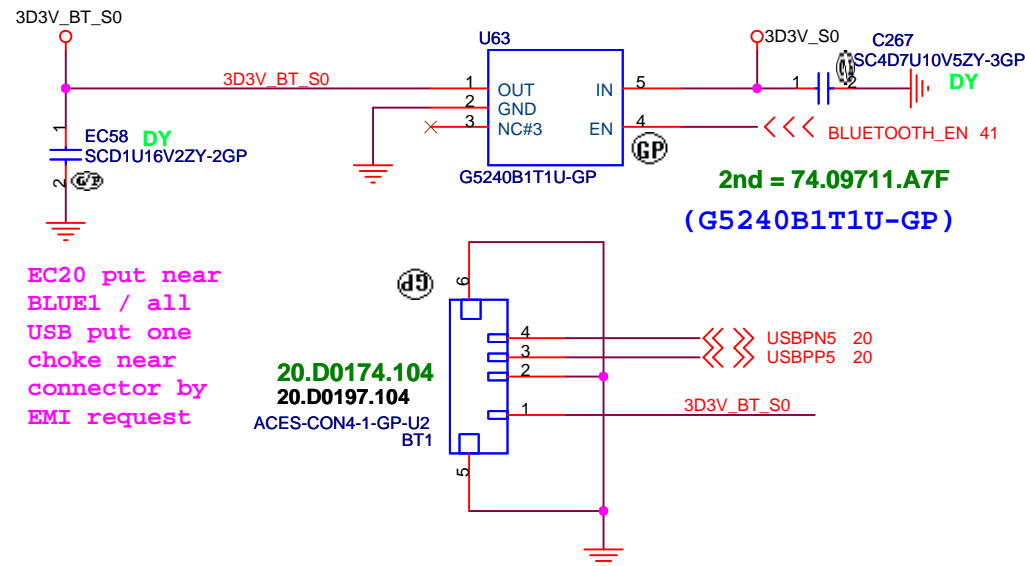 3D3V_BT_S0
U63
3D3V_S0
C267
SC4D7U10V5ZY-3GP
DY
3D3V_BT_S0
1 OUT IN 5
2 GND
3 NC#3 EN 4
1 2
BLUETOOTH_EN 41
GP
G5240B1T1U-GP
1
EC58 DY
SCD1U16V2ZY-2GP
2
2nd = 74.09711.A7F
(G5240B1T1U-GP)
EC20 put near
BLUE1 / all
USB put one
choke near
connector by
EMI request
GP
6
4 USBPN5 20
3 USBPP5 20
2
1 3D3V_BT_S0
20.D0174.104
20.D0197.104
ACES-CON4-1-GP-U2
BT1
5